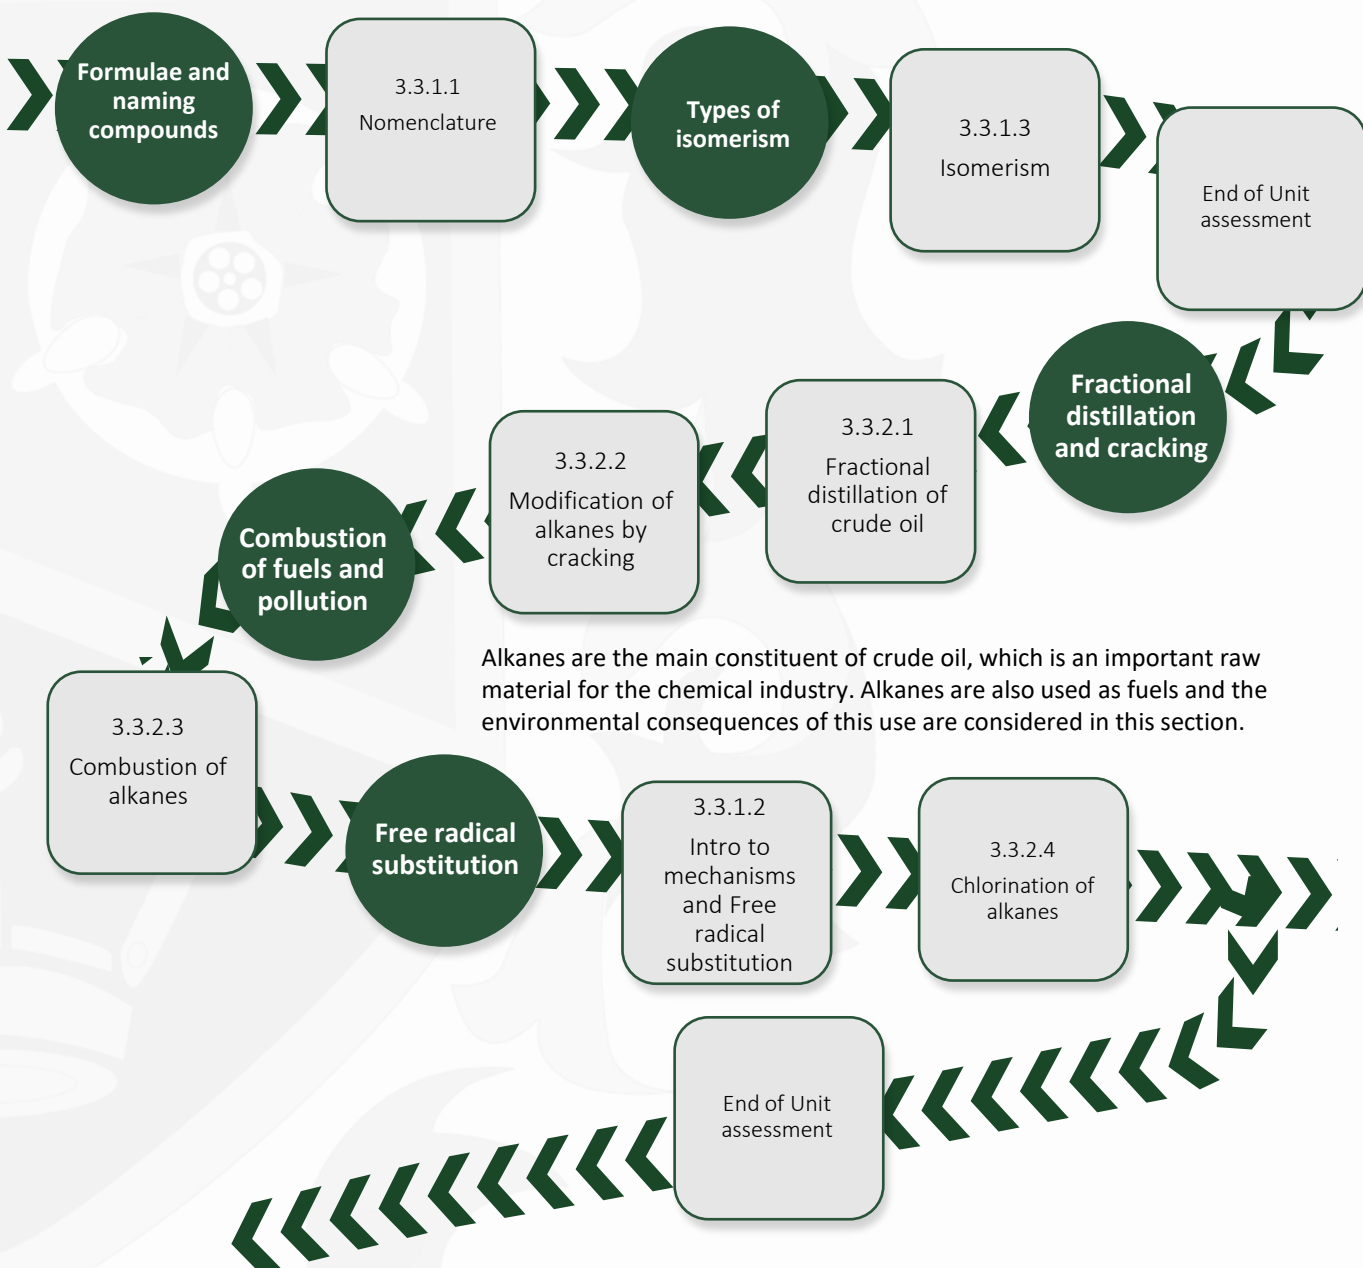 Formulae and
naming
compounds
3.3.1.1
Nomenclature
Types of
isomerism
3.3.1.3
Isomerism
End of Unit
assessment
Fractional
distillation
and cracking
3.3.2.1
Fractional
distillation of
crude oil
3.3.2.2
Modification of
alkanes by
cracking
Combustion
of fuels and
pollution
Alkanes are the main constituent of crude oil, which is an important raw
material for the chemical industry. Alkanes are also used as fuels and the
environmental consequences of this use are considered in this section.
3.3.2.3
Combustion of
alkanes
Free radical
substitution
3.3.1.2
Intro to
mechanisms
and Free
radical
substitution
3.3.2.4
Chlorination of
alkanes
End of Unit
assessment